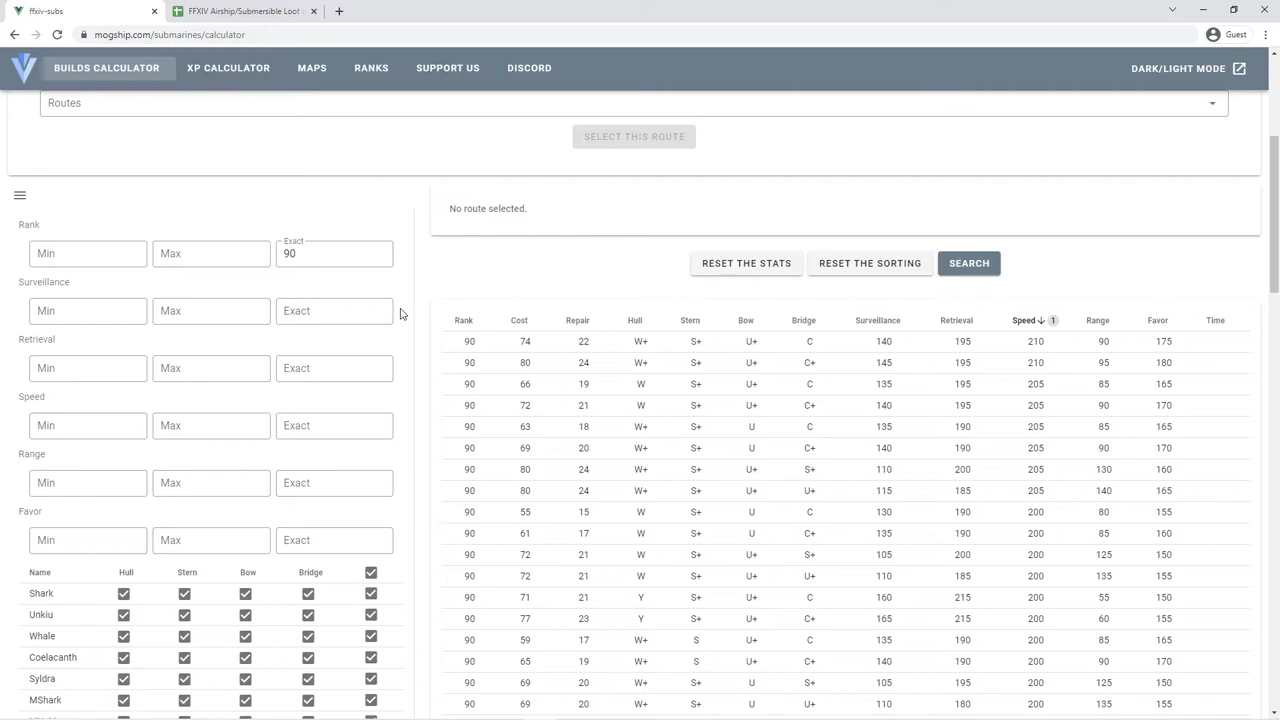 ffxiv-subs
FFXIV Airship/Submersible Loot
mogship.com/submarines/calculator
Guest
BUILDS CALCULATOR XP CALCULATOR MAPS RANKS SUPPORT US DISCORD DARK/LIGHT MODE
Routes
SELECT THIS ROUTE
No route selected.
Rank
Min Max Exact 90
Surveillance
Min Max Exact
Retrieval
Min Max Exact
Speed
Min Max Exact
Range
Min Max Exact
Favor
Min Max Exact
Name Hull Stern Bow Bridge
Shark
Unkiu
Whale
Coelacanth
Syldra
MShark
RESET THE STATS RESET THE SORTING SEARCH
Rank Cost Repair Hull Stern Bow Bridge Surveillance Retrieval Speed 1 Range Favor Time
90 74 22 W+ S+ U+ C 140 195 210 90 175
90 80 24 W+ S+ U+ C+ 145 195 210 95 180
90 66 19 W S+ U+ C 135 195 205 85 165
90 72 21 W S+ U+ C+ 140 195 205 90 170
90 63 18 W+ S+ U C 135 190 205 85 165
90 69 20 W+ S+ U C+ 140 190 205 90 170
90 80 24 W+ S+ U+ S+ 110 200 205 130 160
90 80 24 W+ S+ U+ U+ 115 185 205 140 165
90 55 15 W S+ U C 130 190 200 80 155
90 61 17 W S+ U C+ 135 190 200 85 160
90 72 21 W S+ U+ S+ 105 200 200 125 150
90 72 21 W S+ U+ U+ 110 185 200 135 155
90 71 21 Y S+ U+ C 160 215 200 55 150
90 77 23 Y S+ U+ C+ 165 215 200 60 155
90 59 17 W+ S U+ C 135 190 200 85 165
90 65 19 W+ S U+ C+ 140 190 200 90 170
90 69 20 W+ S+ U S+ 105 195 200 125 150
90 69 20 W+ S+ U U+ 110 180 200 135 155